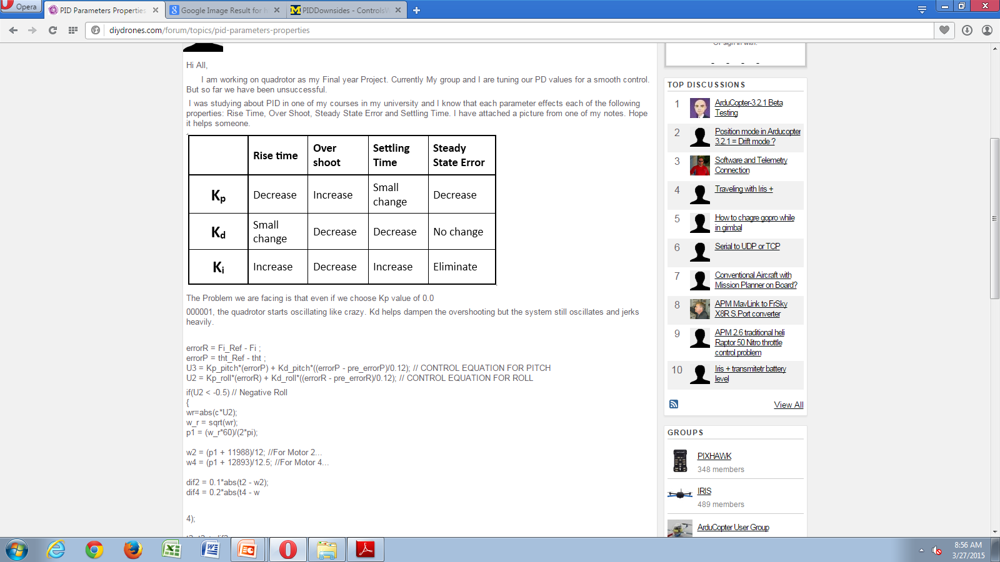 Opera
PID Parameters Properties
Google Image Result for h
PIDDownsides - ControlsW
diydrones.com/forum/topics/pid-parameters-properties
Or sign in with:
Hi All,
I am working on quadrotor as my Final year Project. Currently My group and I are tuning our PD values for a smooth control.
But so far we have been unsuccessful.
I was studying about PID in one of my courses in my university and I know that each parameter effects each of the following
properties: Rise Time, Over Shoot, Steady State Error and Settling Time. I have attached a picture from one of my notes. Hope
it helps someone.
Rise time
Over
shoot
Settling
Time
Steady
State Error
Kp
Decrease
Increase
Small
change
Decrease
Kd
Small
change
Decrease
Decrease
No change
Ki
Increase
Decrease
Increase
Eliminate
The Problem we are facing is that even if we choose Kp value of 0.0
000001, the quadrotor starts oscillating like crazy. Kd helps dampen the overshooting but the system still oscillates and jerks
heavily.
errorR = Fi_Ref - Fi ;
errorP = tht_Ref - tht ;
U3 = Kp_pitch*(errorP) + Kd_pitch*((errorP - pre_errorP)/0.12); // CONTROL EQUATION FOR PITCH
U2 = Kp_roll*(errorR) + Kd_roll*((errorR - pre_errorR)/0.12); // CONTROL EQUATION FOR ROLL
if(U2 < -0.5) // Negative Roll
{
wr=abs(c*U2);
w_r = sqrt(wr);
p1 = (w_r*60)/(2*pi);
w2 = (p1 + 11988)/12; //For Motor 2...
w4 = (p1 + 12893)/12.5; //For Motor 4...
dif2 = 0.1*abs(t2 - w2);
dif4 = 0.2*abs(t4 - w
4);
TOP DISCUSSIONS
1
ArduCopter-3.2.1 Beta
Testing
2
Position mode in Arducopter
3.2.1 = Drift mode ?
3
Software and Telemetry
Connection
4
Traveling with Iris +
5
How to chagre gopro while
in gimbal
6
Serial to UDP or TCP
7
Conventional Aircraft with
Mission Planner on Board?
8
APM MavLink to FrSky
X8R S.Port converter
9
APM 2.6 traditional heli
Raptor 50 Nitro throttle
control problem
10
Iris + transmitetr battery
level
View All
GROUPS
PIXHAWK
348 members
IRIS
489 members
ArduCopter User Group
8:56 AM
3/27/2015